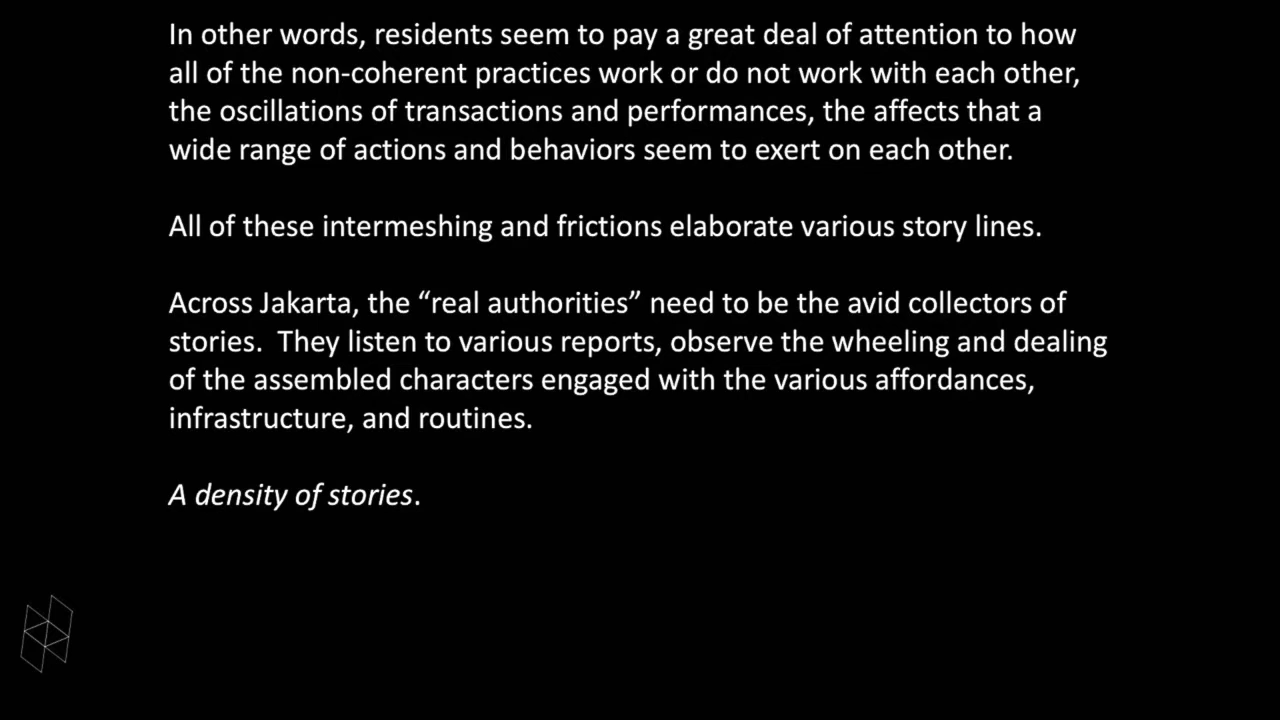 In other words, residents seem to pay a great deal of attention to how
all of the non-coherent practices work or do not work with each other,
the oscillations of transactions and performances, the affects that a
wide range of actions and behaviors seem to exert on each other.
All of these intermeshing and frictions elaborate various story lines.
Across Jakarta, the “real authorities” need to be the avid collectors of
stories.  They listen to various reports, observe the wheeling and dealing
of the assembled characters engaged with the various affordances,
infrastructure, and routines.
A density of stories.